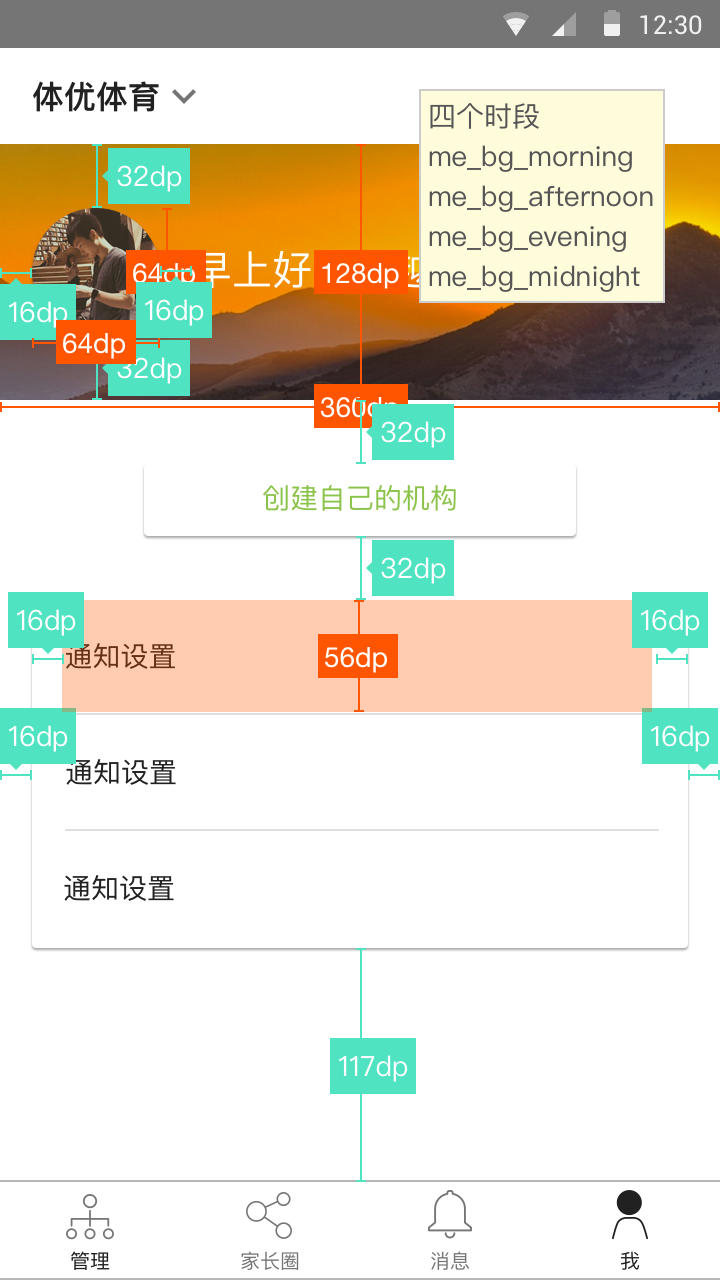 12:30
体优体育
四个时段
me_bg_morning
me_bg_afternoon
me_bg_evening
me_bg_midnight
32dp
64dp
早上好
128dp
16dp
16dp
64dp
32dp
360dp
32dp
创建自己的机构
32dp
16dp
16dp
通知设置
56dp
16dp
16dp
通知设置
通知设置
117dp
管理
家长圈
消息
我